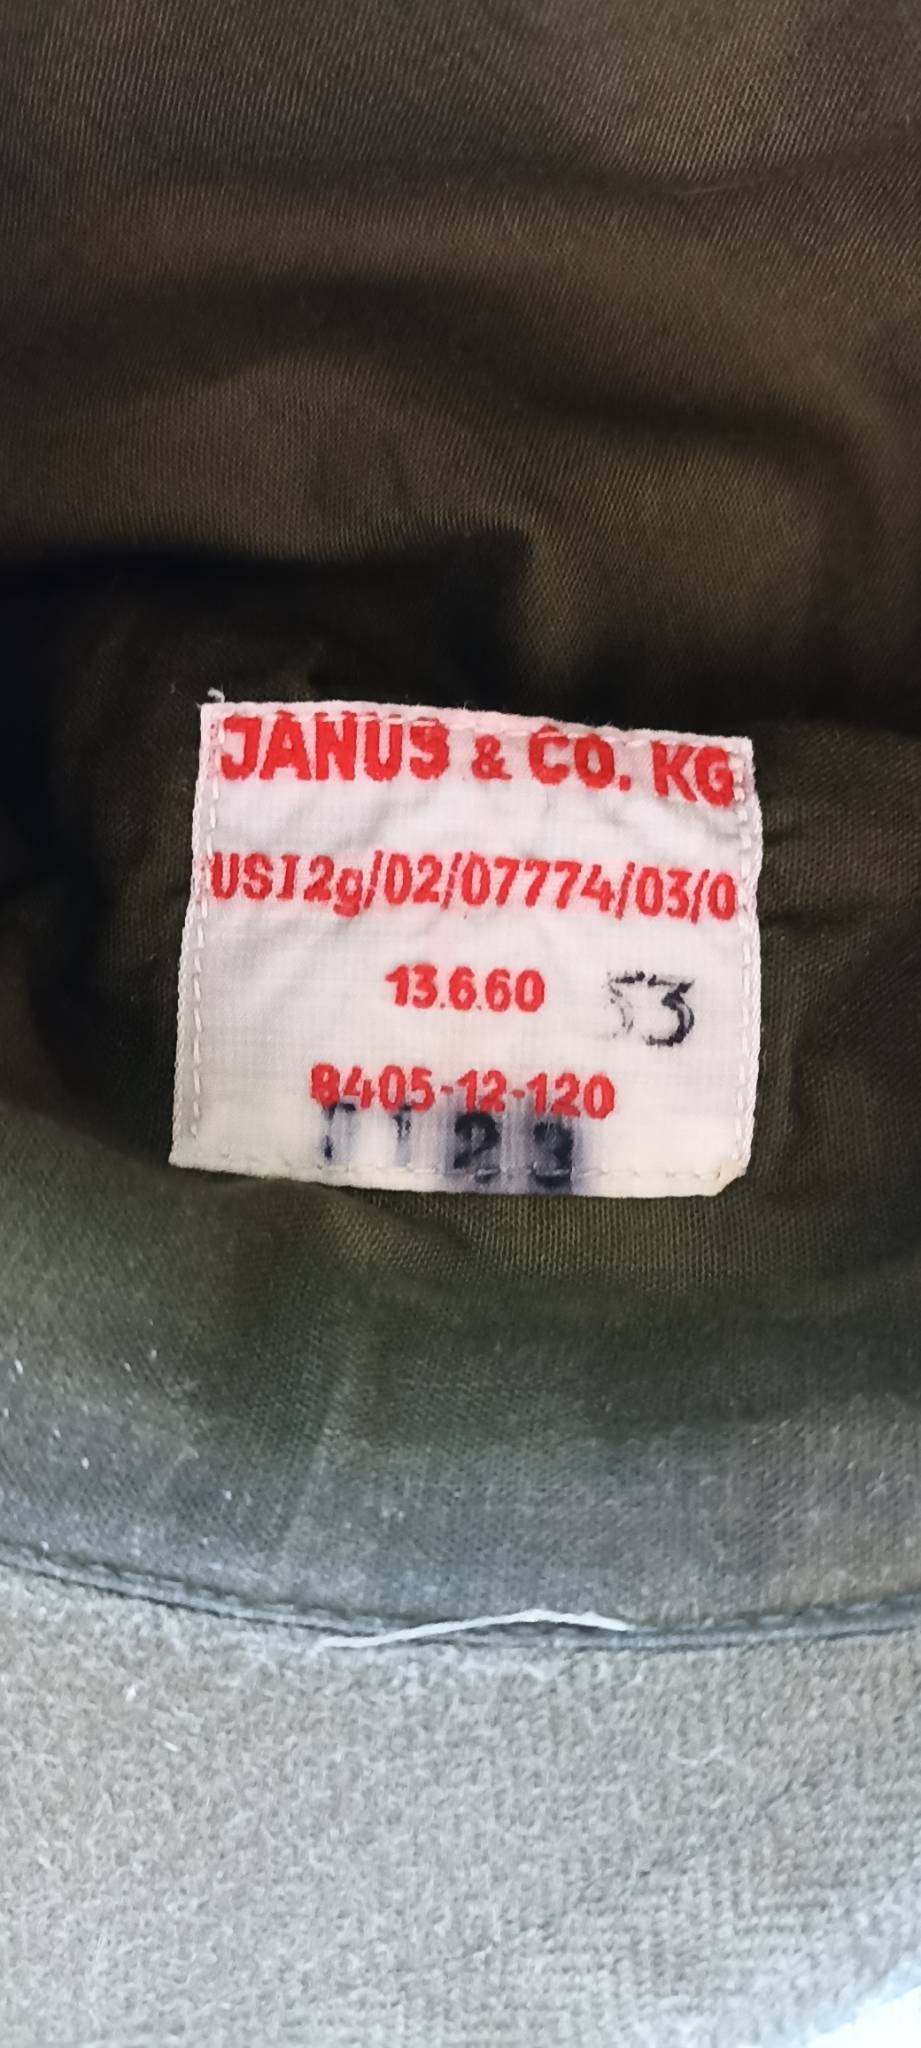 JANUS & CO. KG
USI2g/02/07774/03/0
13.6.60 53
8405-12-120